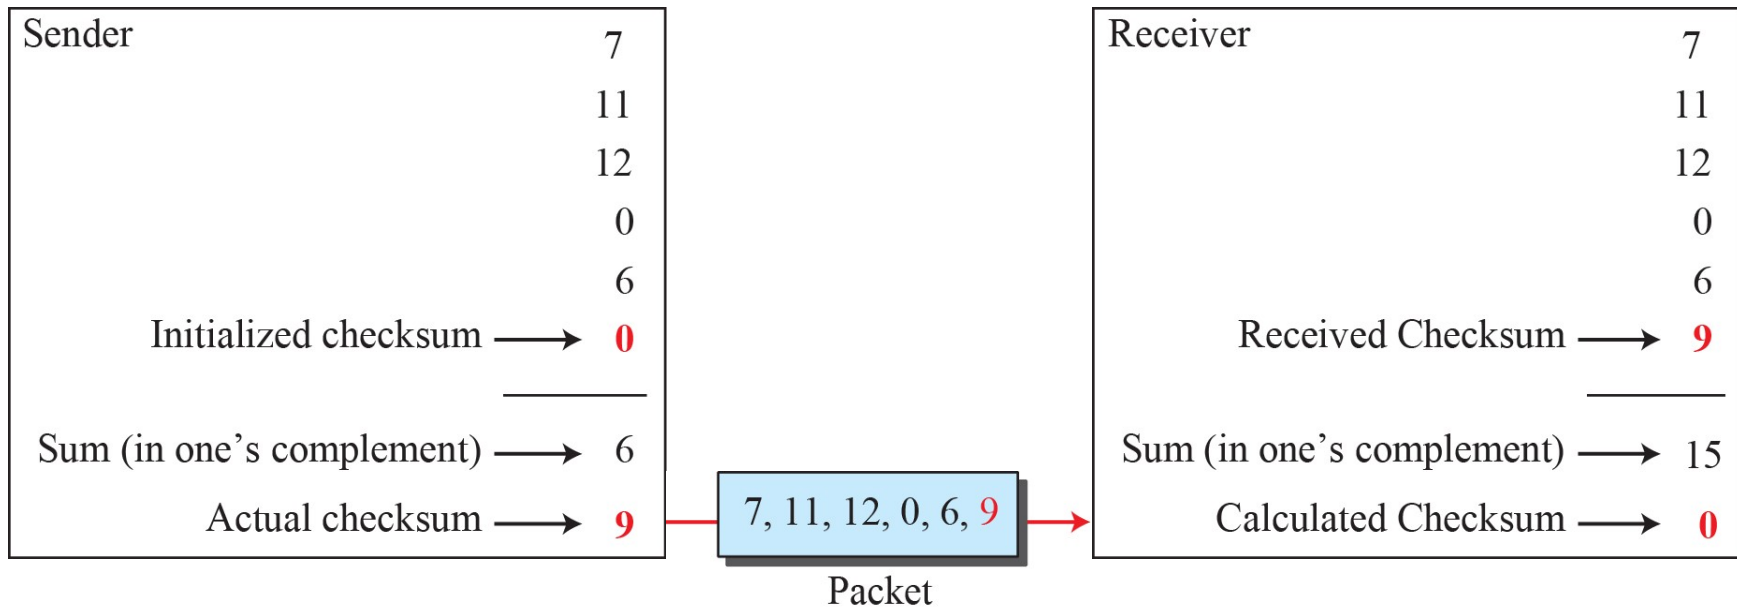 Sender
7
11
12
0
6
Initialized checksum 0
Sum (in one’s complement) 6
Actual checksum 9
7, 11, 12, 0, 6, 9
Packet
Receiver
7
11
12
0
6
Received Checksum 9
Sum (in one’s complement) 15
Calculated Checksum 0